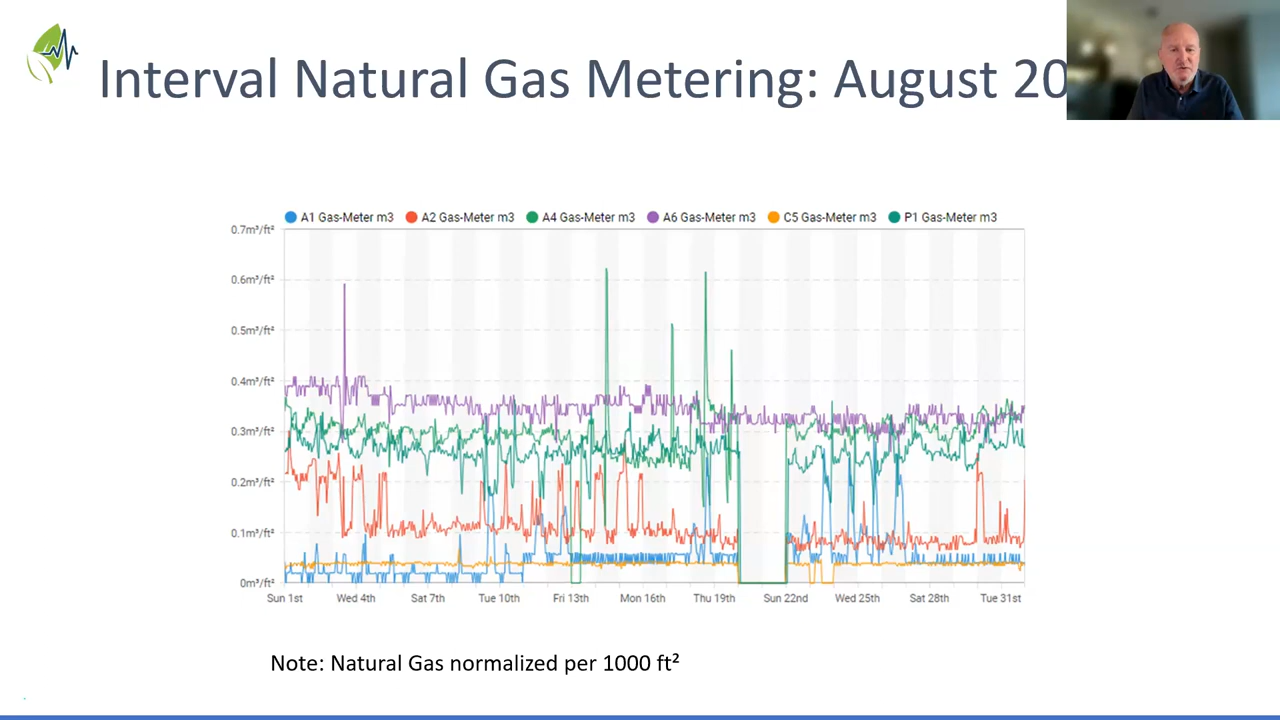 Interval Natural Gas Metering: August 20
A1 Gas-Meter m3 A2 Gas-Meter m3 A4 Gas-Meter m3 A6 Gas-Meter m3 C5 Gas-Meter m3 P1 Gas-Meter m3
0.7m³/ft²
0.6m³/ft²
0.5m³/ft²
0.4m³/ft²
0.3m³/ft²
0.2m³/ft²
0.1m³/ft²
0m³/ft²
Sun 1st Wed 4th Sat 7th Tue 10th Fri 13th Mon 16th Thu 19th Sun 22nd Wed 25th Sat 28th Tue 31st
Note: Natural Gas normalized per 1000 ft²